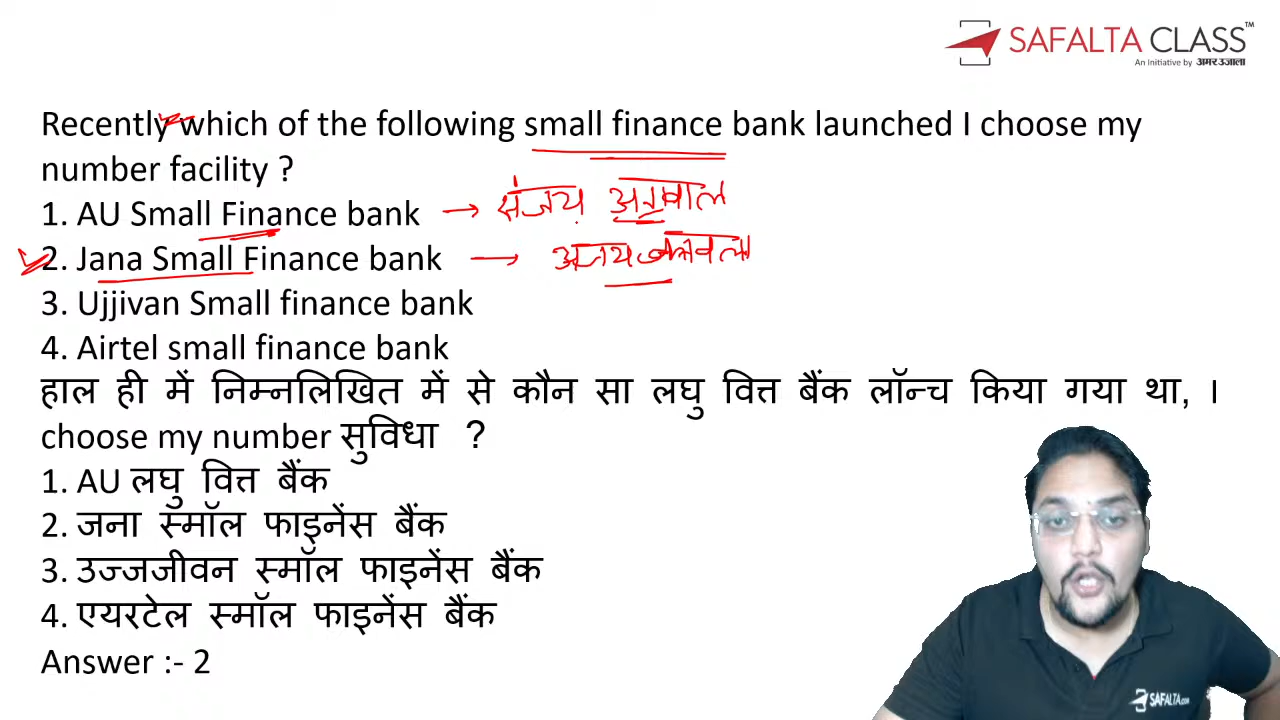 SAFALTA CLASS™
An Initiative by अमर उजाला
Recently which of the following small finance bank launched I choose my
number facility ?
1. AU Small Finance bank → संजय अग्रवाल
2. Jana Small Finance bank → अजय
3. Ujjivan Small finance bank
4. Airtel small finance bank
हाल ही में निम्नलिखित में से कौन सा लघु वित्त बैंक लॉन्च किया गया था, ।
choose my number सुविधा ?
1. AU लघु वित्त बैंक
2. जना स्मॉल फाइनेंस बैंक
3. उज्जजीवन स्मॉल फाइनेंस बैंक
4. एयरटेल स्मॉल फाइनेंस बैंक
Answer :- 2
SAFALTA.COM